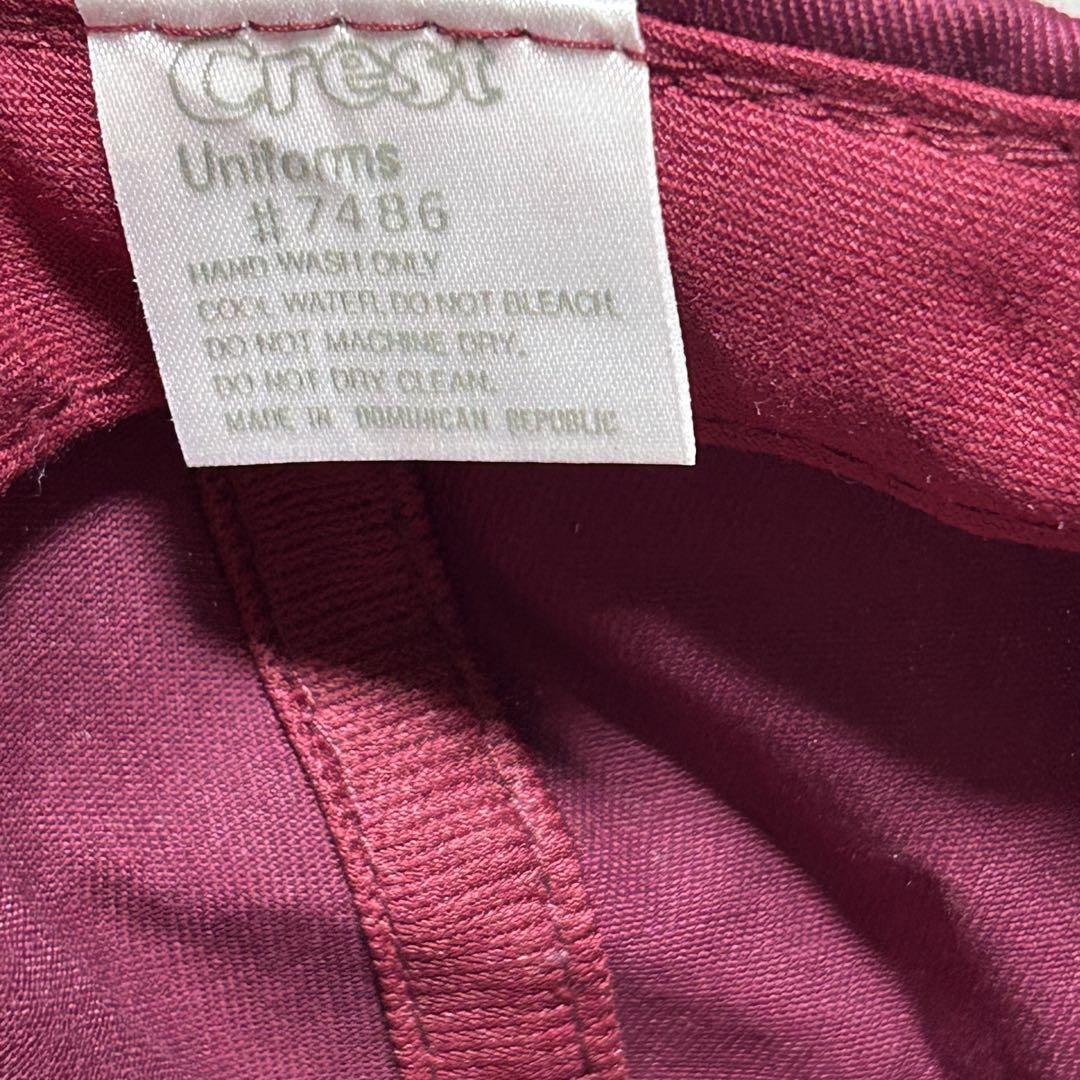 Crest
Uniforms
#7486
HAND WASH ONLY
COOL WATER. DO NOT BLEACH.
DO NOT MACHINE DRY.
DO NOT DRY CLEAN.
MADE IN DOMINICAN REPUBLIC